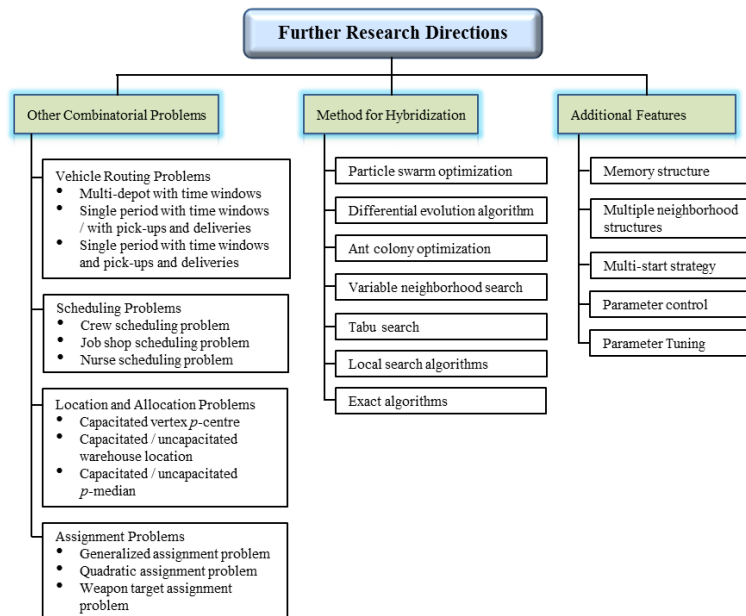 Further Research Directions
Other Combinatorial Problems
Vehicle Routing Problems
• Multi-depot with time windows
• Single period with time windows
/ with pick-ups and deliveries
• Single period with time windows
and pick-ups and deliveries
Scheduling Problems
• Crew scheduling problem
• Job shop scheduling problem
• Nurse scheduling problem
Location and Allocation Problems
• Capacitated vertex p-centre
• Capacitated / uncapacitated
warehouse location
• Capacitated / uncapacitated
p-median
Assignment Problems
• Generalized assignment problem
• Quadratic assignment problem
• Weapon target assignment
problem
Method for Hybridization
Particle swarm optimization
Differential evolution algorithm
Ant colony optimization
Variable neighborhood search
Tabu search
Local search algorithms
Exact algorithms
Additional Features
Memory structure
Multiple neighborhood
structures
Multi-start strategy
Parameter control
Parameter Tuning